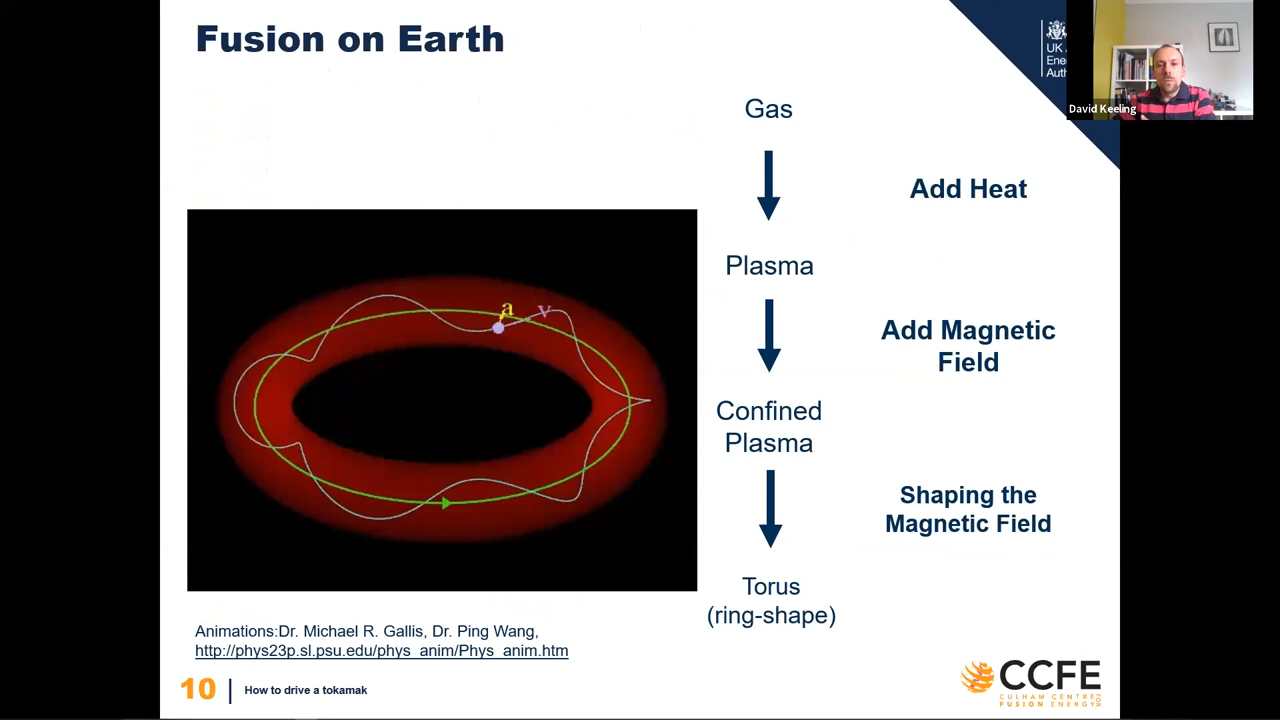 Fusion on Earth
UK
Ene
Auth
David Keeling
Gas
Add Heat
Plasma
Add Magnetic
Field
Confined
Plasma
Shaping the
Magnetic Field
Torus
(ring-shape)
a
v
Animations:Dr. Michael R. Gallis, Dr. Ping Wang,
http://phys23p.sl.psu.edu/phys_anim/Phys_anim.htm
10
How to drive a tokamak
CCFE
CULHAM CENTRE
FOR
FUSION ENERGY